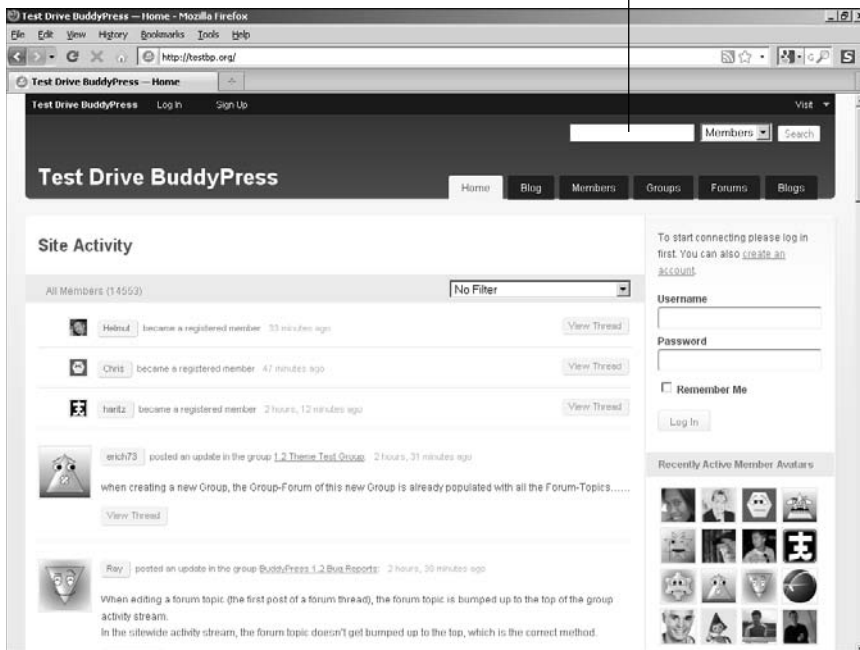 Test Drive BuddyPress — Home - Mozilla Firefox
File Edit View History Bookmarks Tools Help
http://testbp.org/
Test Drive BuddyPress — Home
Test Drive BuddyPress Log In Sign Up Visit
Members Search
Test Drive BuddyPress
Home Blog Members Groups Forums Blogs
Site Activity
All Members (14553) No Filter
Helmut became a registered member 33 minutes ago View Thread
Chris became a registered member 47 minutes ago View Thread
haritz became a registered member 2 hours, 12 minutes ago View Thread
erich73 posted an update in the group 1.2 Theme Test Group: 2 hours, 31 minutes ago
when creating a new Group, the Group-Forum of this new Group is already populated with all the Forum-Topics......
View Thread
Ray posted an update in the group BuddyPress 1.2 Bug Reports: 2 hours, 38 minutes ago
When editing a forum topic (the first post of a forum thread), the forum topic is bumped up to the top of the group
activity stream.
In the sitewide activity stream, the forum topic doesn't get bumped up to the top, which is the correct method.
To start connecting please log in
first. You can also create an
account.
Username
Password
Remember Me
Log In
Recently Active Member Avatars